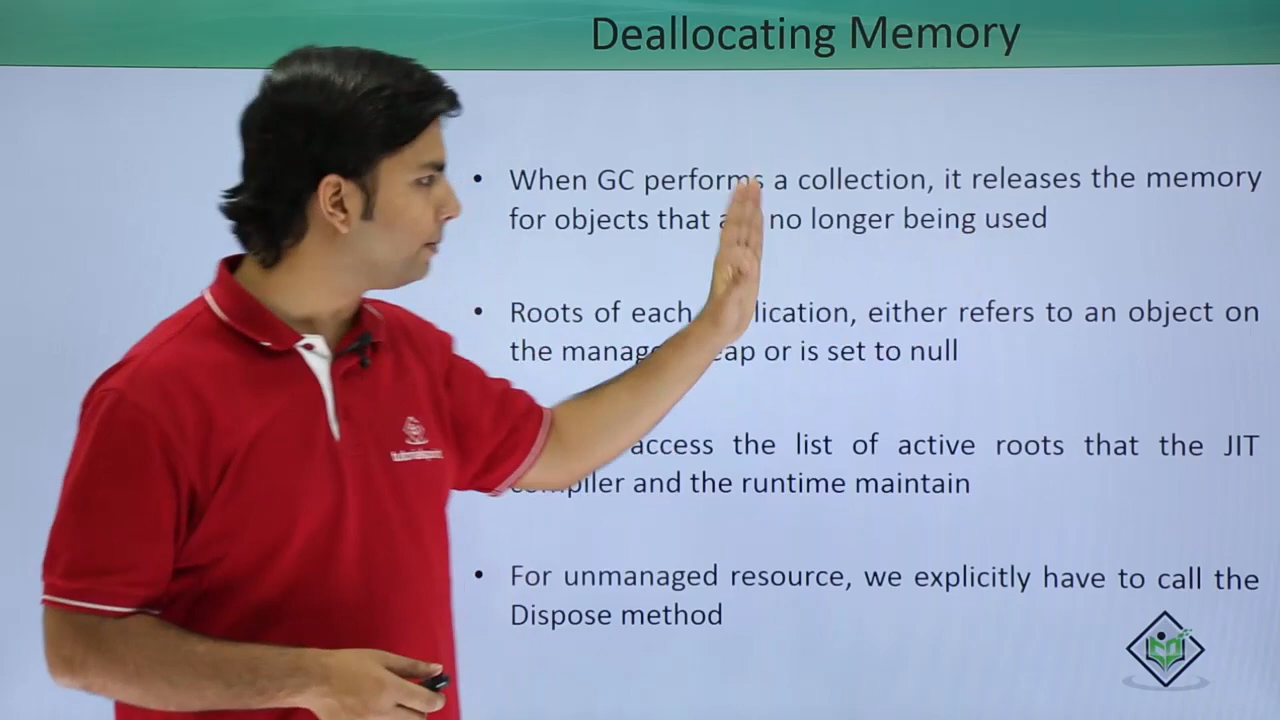 Deallocating Memory
• When GC performs a collection, it releases the memory
for objects that no longer being used
• Roots of each lication, either refers to an object on
the manag eap or is set to null
access the list of active roots that the JIT
compiler and the runtime maintain
• For unmanaged resource, we explicitly have to call the
Dispose method